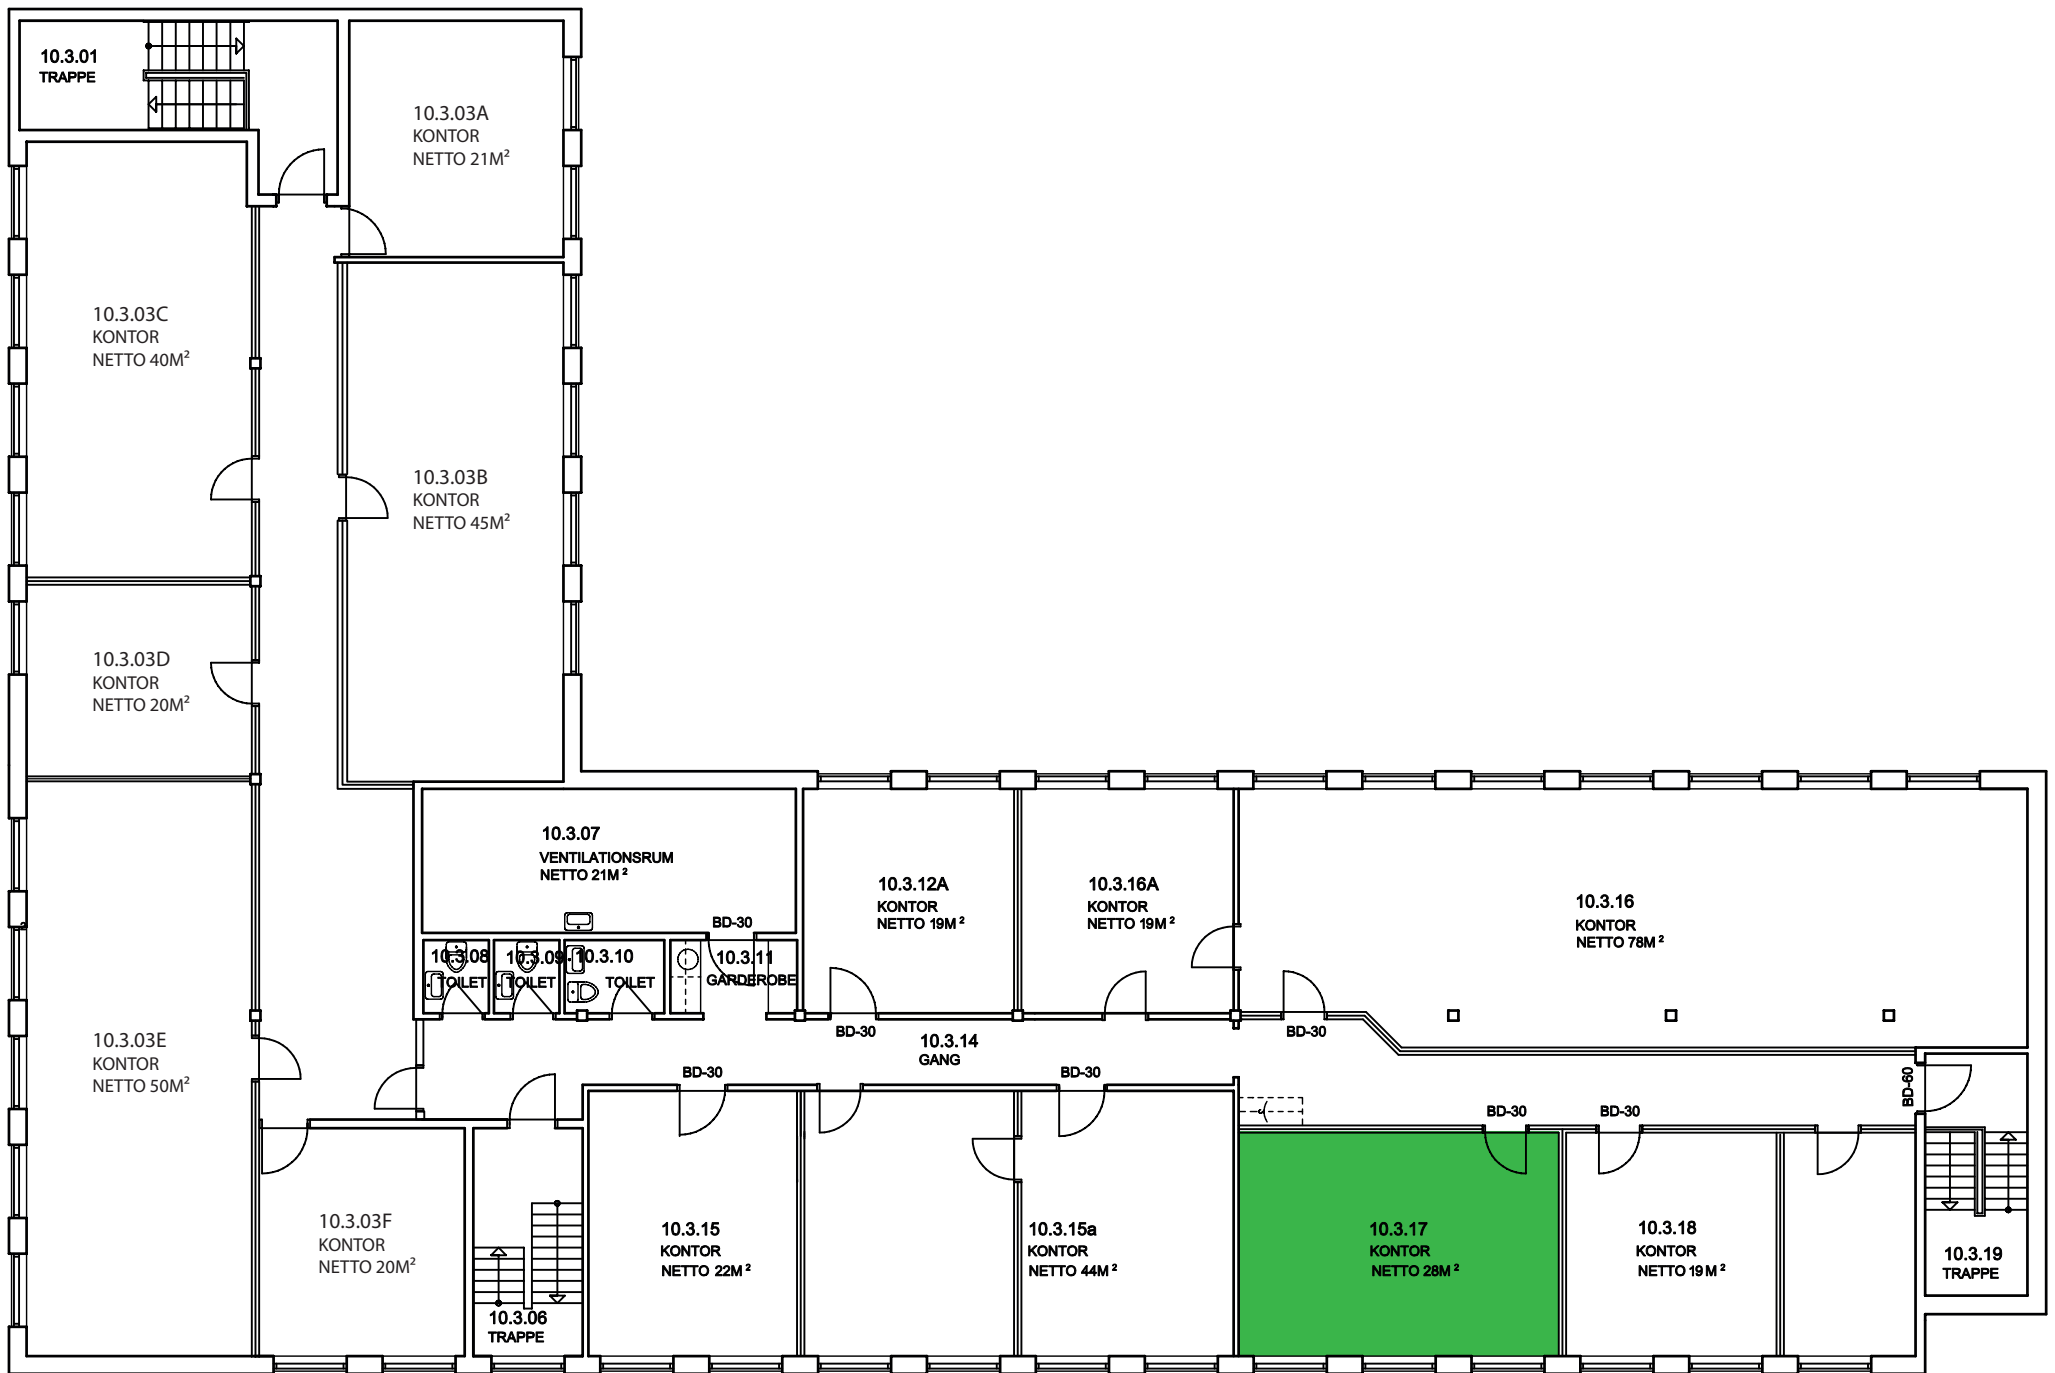 10.3.01
TRAPPE
10.3.03A
KONTOR
NETTO 21M²
10.3.03C
KONTOR
NETTO 40M²
10.3.03B
KONTOR
NETTO 45M²
10.3.03D
KONTOR
NETTO 20M²
10.3.07
VENTILATIONSRUM
NETTO 21M²
BD-30
10.3.12A
KONTOR
NETTO 19M²
10.3.16A
KONTOR
NETTO 19M²
10.3.16
KONTOR
NETTO 78M²
10.3.08
TOILET
10.3.09
TOILET
10.3.10
TOILET
10.3.11
GARDEROBE
10.3.03E
KONTOR
NETTO 50M²
BD-30
10.3.14
GANG
BD-30
BD-30
BD-30
BD-60
BD-30
BD-30
10.3.03F
KONTOR
NETTO 20M²
10.3.06
TRAPPE
10.3.15
KONTOR
NETTO 22M²
10.3.15a
KONTOR
NETTO 44M²
10.3.17
KONTOR
NETTO 28M²
10.3.18
KONTOR
NETTO 19M²
10.3.19
TRAPPE